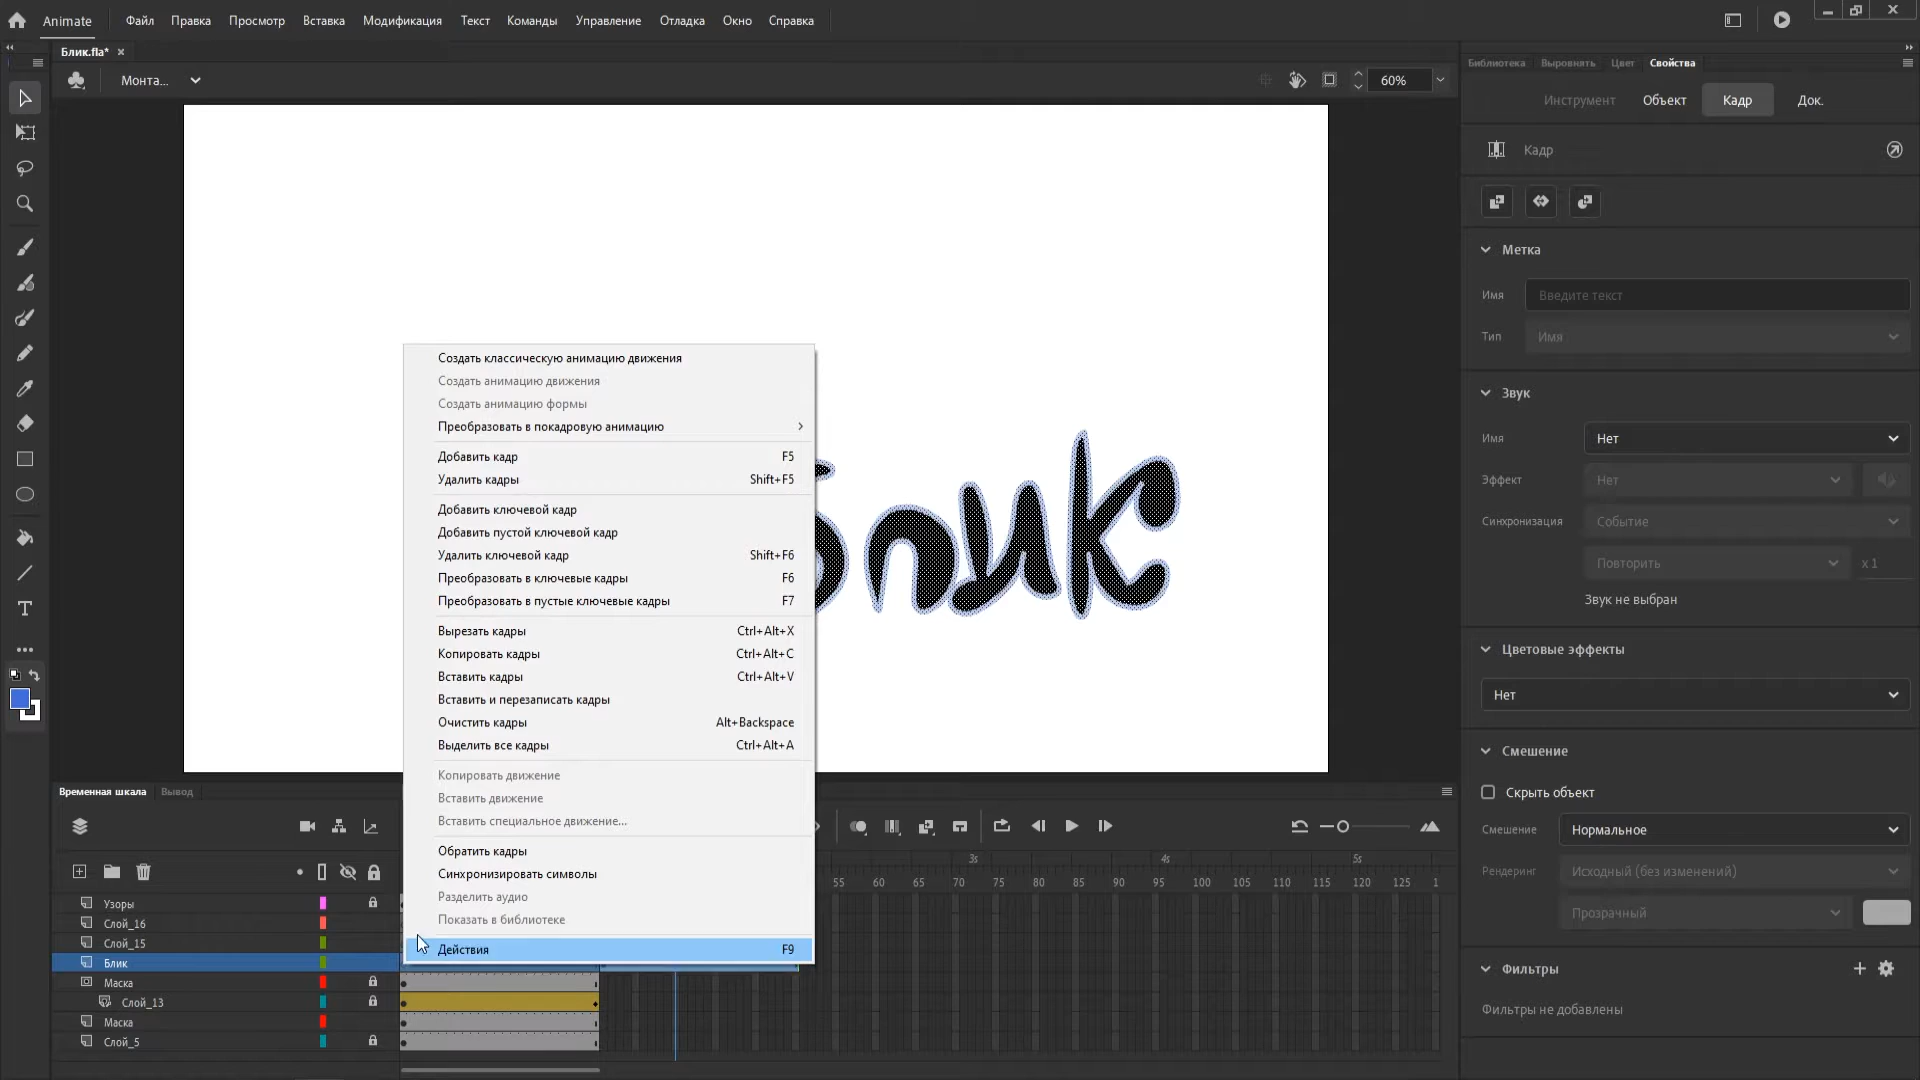 Animate Файл Правка Просмотр Вставка Модификация Текст Команды Управление Отладка Окно Справка
Блик.fla*
Монта...
60%
Библиотека Выровнять Цвет Свойства
Инструмент Объект Кадр Док.
Кадр
Метка
Имя Введите текст
Тип Имя
Звук
Имя Нет
Эффект Нет
Синхронизация Событие
Повторить x 1
Звук не выбран
Цветовые эффекты
Нет
Смешение
Скрыть объект
Смешение Нормальное
Рендеринг Исходный (без изменений)
Прозрачный
Фильтры
Фильтры не добавлены
Создать классическую анимацию движения
Создать анимацию движения
Создать анимацию формы
Преобразовать в покадровую анимацию
Добавить кадр F5
Удалить кадры Shift+F5
Добавить ключевой кадр
Добавить пустой ключевой кадр
Удалить ключевой кадр Shift+F6
Преобразовать в ключевые кадры F6
Преобразовать в пустые ключевые кадры F7
Вырезать кадры Ctrl+Alt+X
Копировать кадры Ctrl+Alt+C
Вставить кадры Ctrl+Alt+V
Вставить и перезаписать кадры
Очистить кадры Alt+Backspace
Выделить все кадры Ctrl+Alt+A
Копировать движение
Вставить движение
Вставить специальное движение...
Обратить кадры
Синхронизировать символы
Разделить аудио
Показать в библиотеке
Действия F9
Временная шкала Вывод
3s 4s 5s
55 60 65 70 75 80 85 90 95 100 105 110 115 120 125 1
Узоры
Слой_16
Слой_15
Блик
Маска
Слой_13
Маска
Слой_5